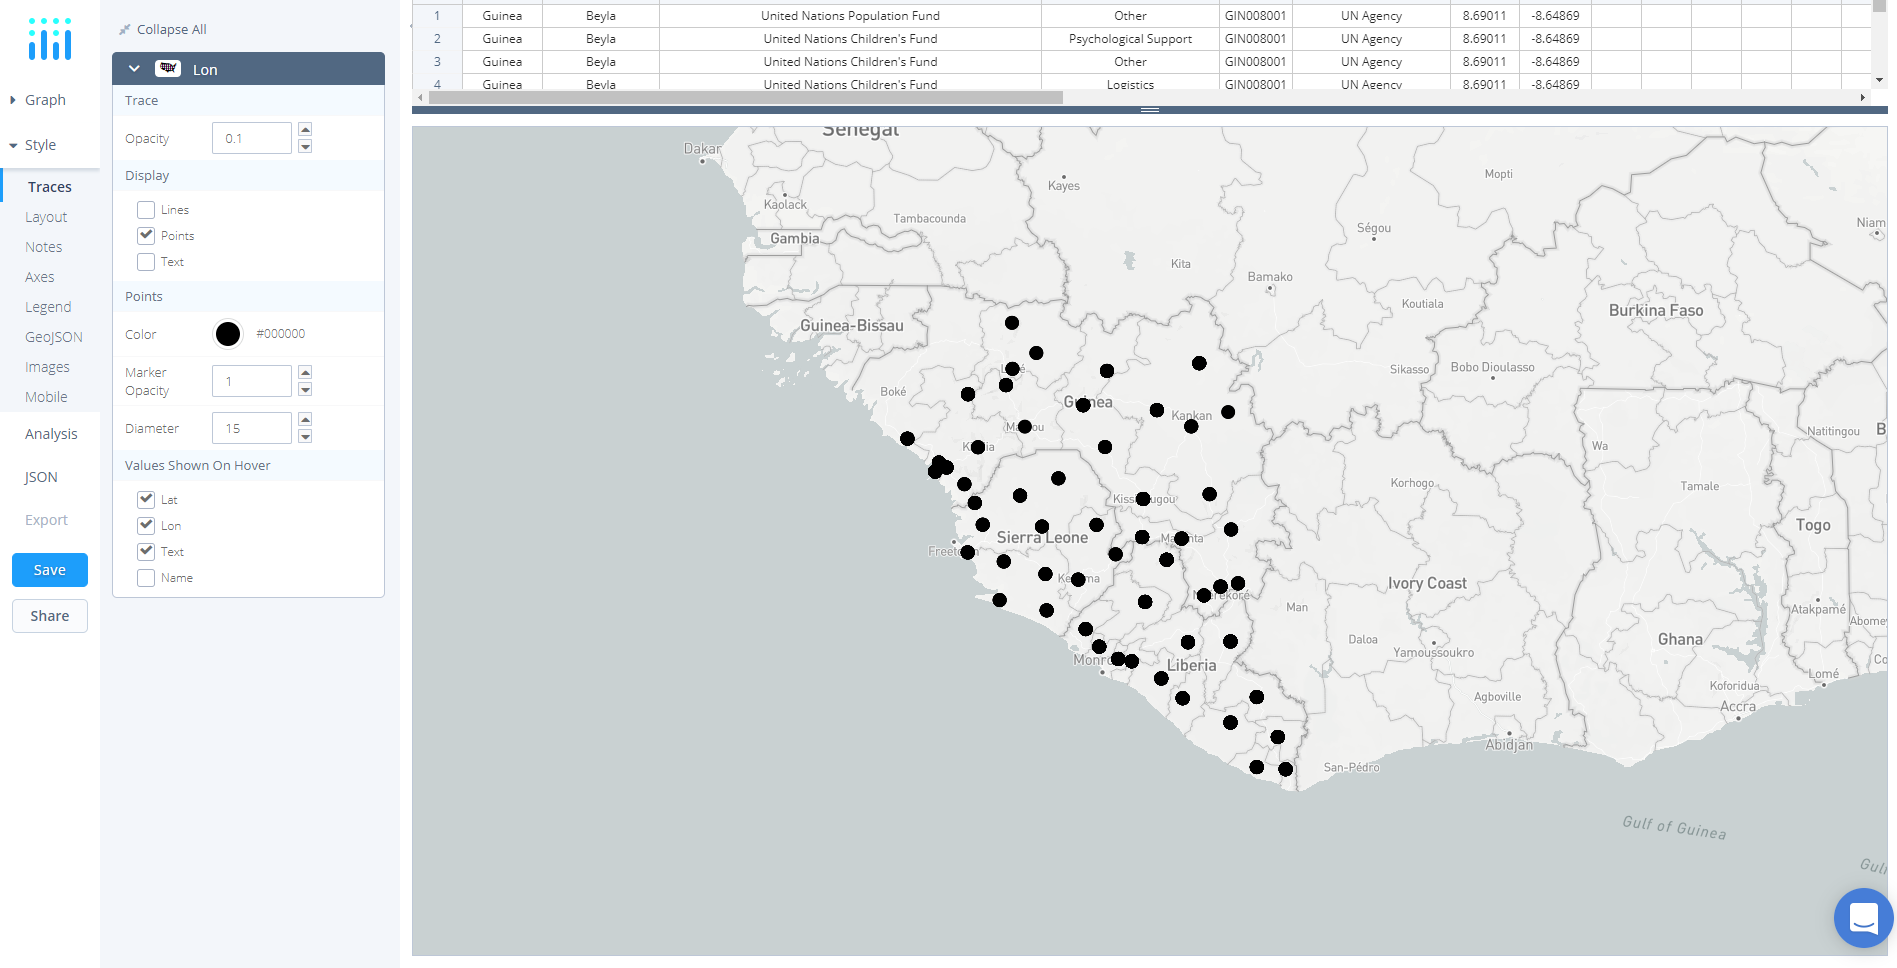 Collapse All
Lon
Trace
Opacity 0.1
Display
Lines
Points
Text
Points
Color #000000
Marker
Opacity 1
Diameter 15
Values Shown On Hover
Lat
Lon
Text
Name
Graph
Style
Traces
Layout
Notes
Axes
Legend
GeoJSON
Images
Mobile
Analysis
JSON
Export
Save
Share
1 Guinea Beyla United Nations Population Fund Other GIN008001 UN Agency 8.69011 -8.64869
2 Guinea Beyla United Nations Children's Fund Psychological Support GIN008001 UN Agency 8.69011 -8.64869
3 Guinea Beyla United Nations Children's Fund Other GIN008001 UN Agency 8.69011 -8.64869
4 Guinea Beyla United Nations Children's Fund Logistics GIN008001 UN Agency 8.69011 -8.64869
Senegal
Dakar
Kayes
Mopti
Kaolack
Tambacounda
Niam
Ségou
Gambia
Kita
Bamako
Koutiala
Burkina Faso
Guinea-Bissau
Sikasso
Bobo Dioulasso
Boké
Guinea
Kankan
Natitingou
B
Wa
Korhogo
Tamale
Togo
Sierra Leone
Ivory Coast
Man
Atakpamé
Abome
Daloa
Yamoussoukro
Ghana
Co
Liberia
Lomé
Koforidua
Agboville
Accra
Abidjan
San-Pédro
Gulf of Guinea
Gulf